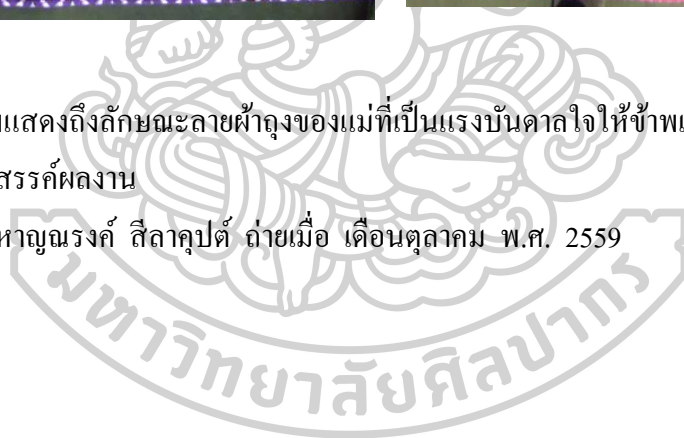 แสดงถึงลักษณะลายผ้าถุงของแม่ที่เป็นแรงบันดาลใจให้ข้าพเ
สรรค์ผลงาน
หาญณรงค์ สีลาคุปต์ ถ่ายเมื่อ เดือนตุลาคม พ.ศ. 2559
มหาวิทยาลัยศิลปากร